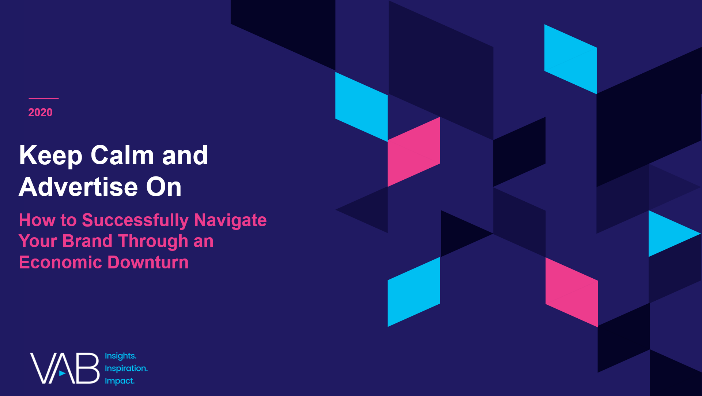 2020
Keep Calm and
Advertise On
How to Successfully Navigate
Your Brand Through an
Economic Downturn
VAB
Insights.
Inspiration.
Impact.